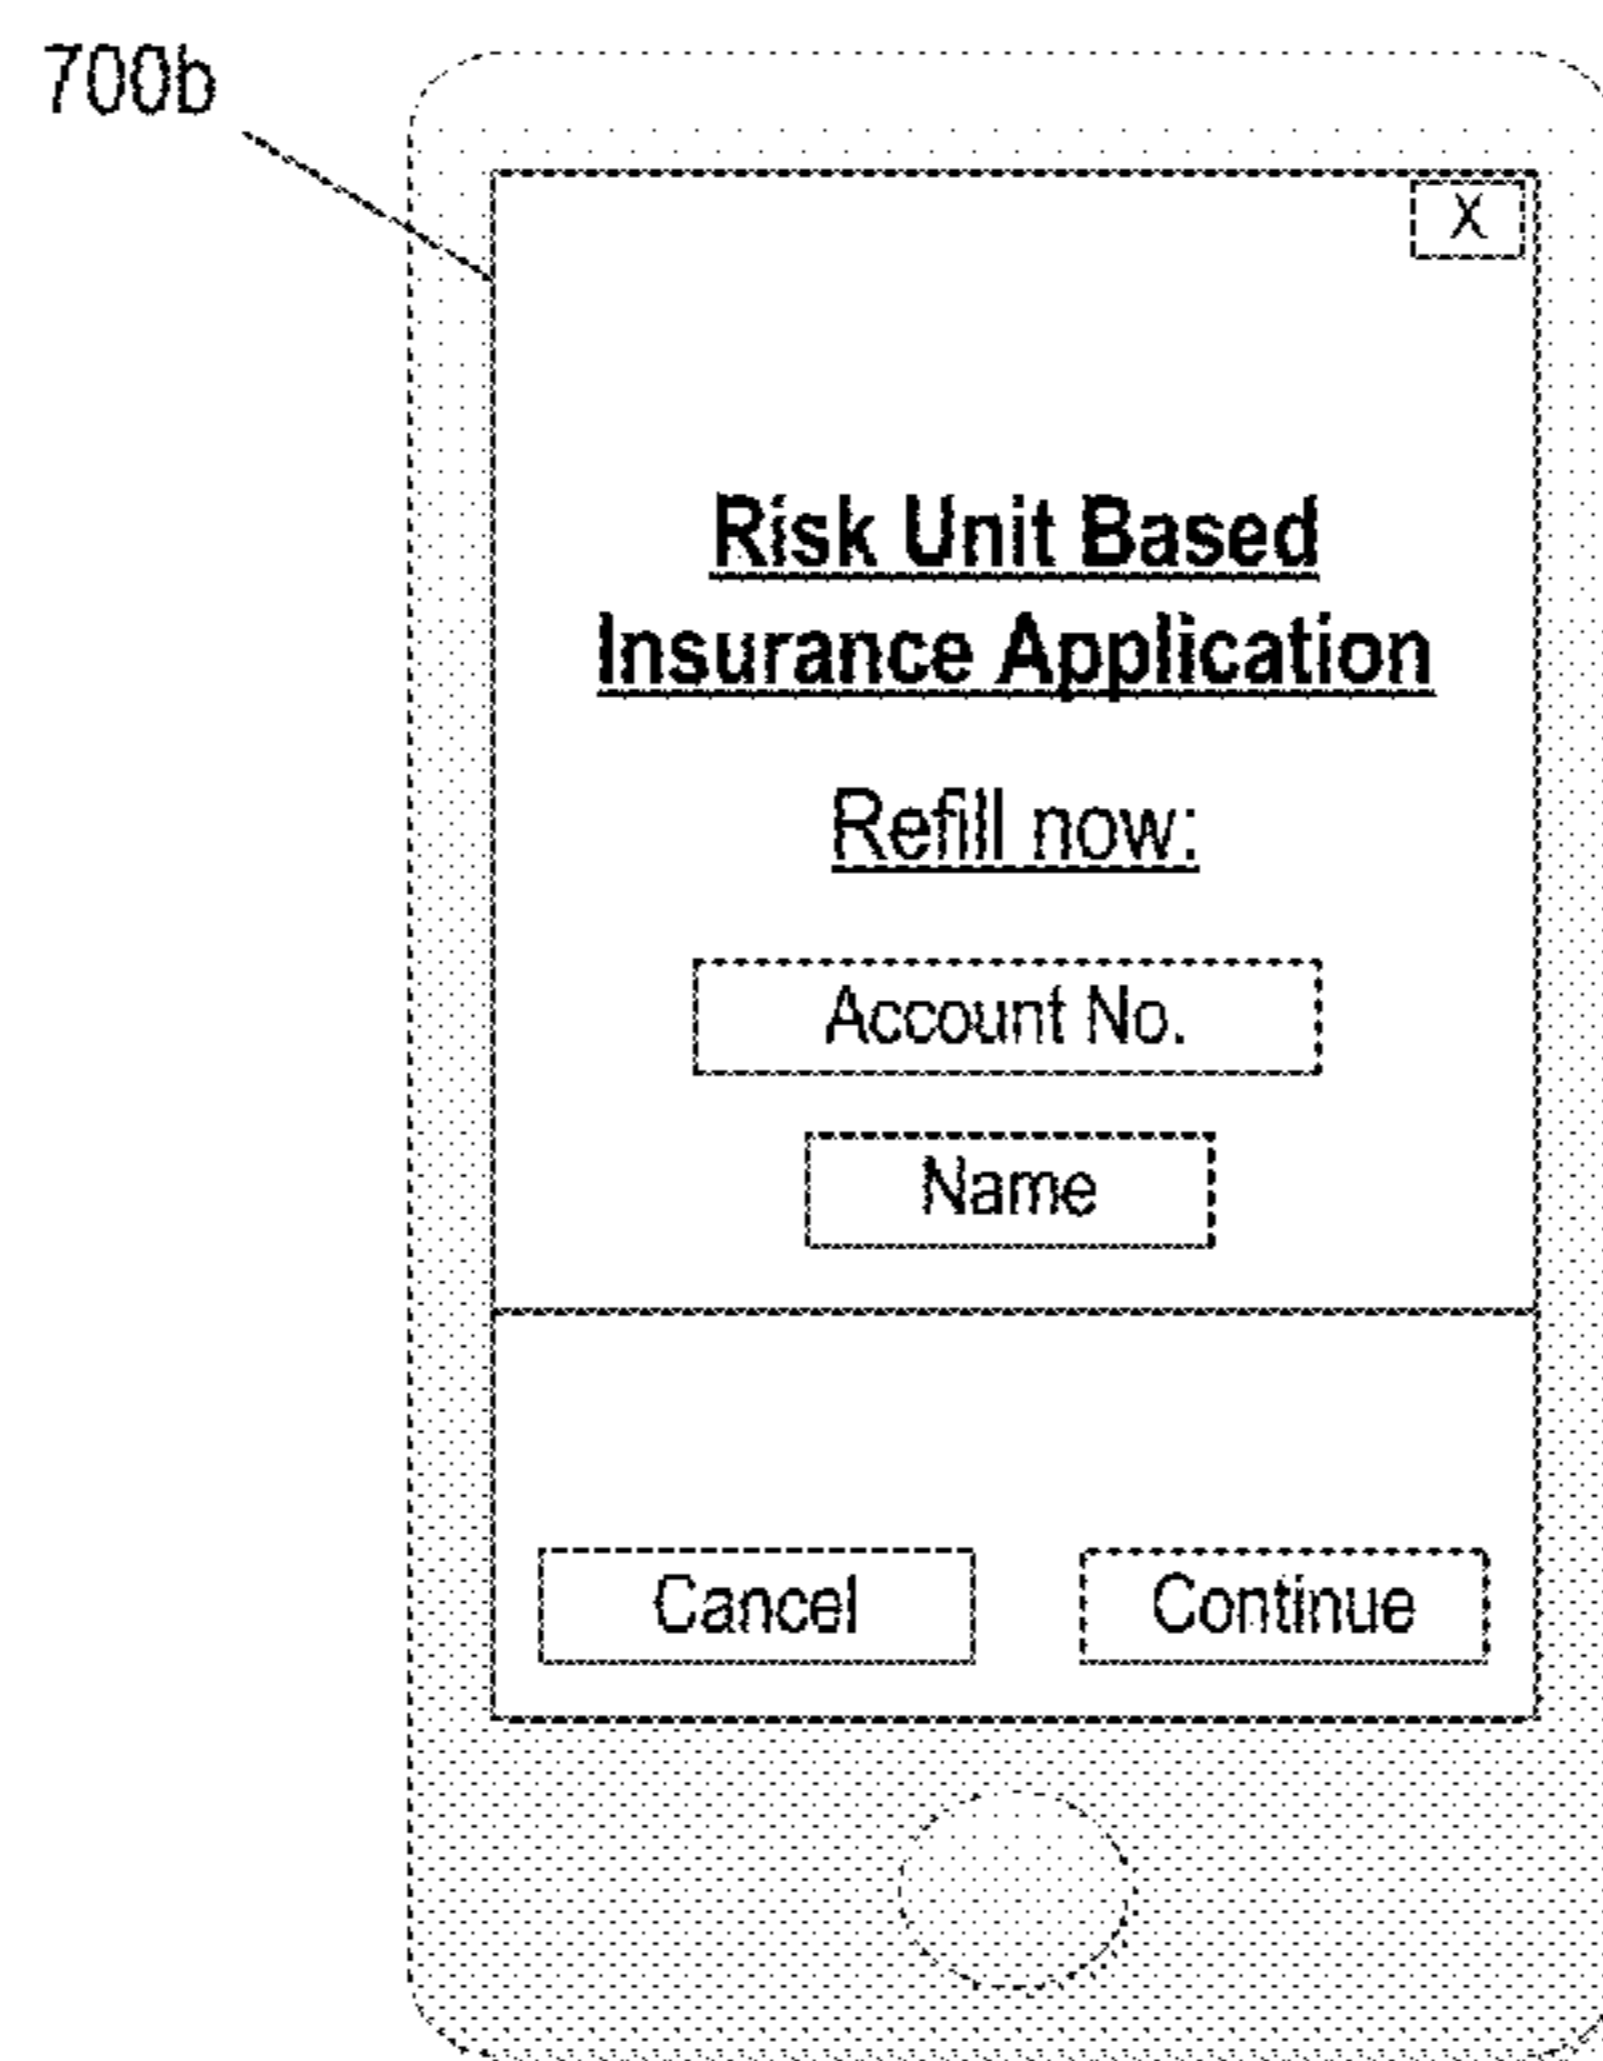 700b
X
Risk Unit Based
Insurance Application
Refill now:
Account No.
Name
Cancel Continue